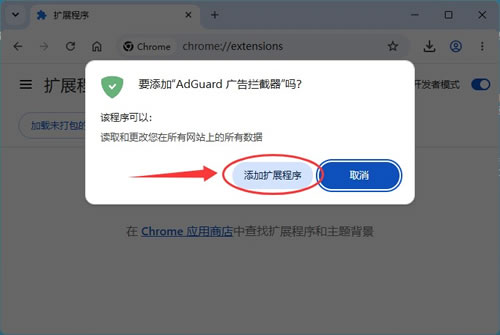 扩展程序
Chrome
chrome://extensions
扩展程
开发者模式
加载未打包的
要添加“AdGuard 广告拦截器”吗?
该程序可以:
读取和更改您在所有网站上的所有数据
添加扩展程序
取消
在 Chrome 应用商店中查找扩展程序和主题背景